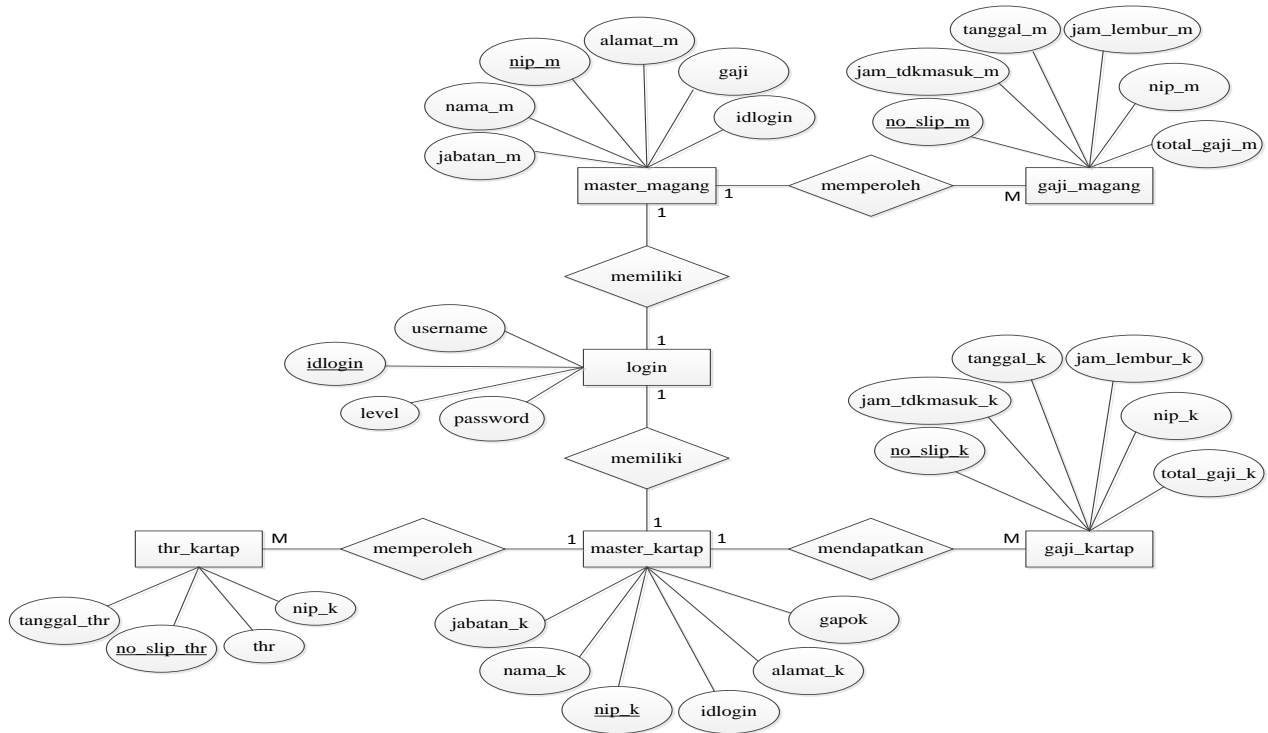 alamat_m
nip_m
gaji
nama_m
idlogin
jabatan_m
tanggal_m
jam_lembur_m
jam_tdkmasuk_m
nip_m
no_slip_m
total_gaji_m
master_magang
1
memperoleh
M
gaji_magang
1
memiliki
1
username
idlogin
login
level
password
1
memiliki
1
tanggal_k
jam_lembur_k
jam_tdkmasuk_k
nip_k
no_slip_k
total_gaji_k
thr_kartap
M
memperoleh
1
master_kartap
1
mendapatkan
M
gaji_kartap
tanggal_thr
no_slip_thr
thr
nip_k
jabatan_k
nama_k
nip_k
idlogin
alamat_k
gapok